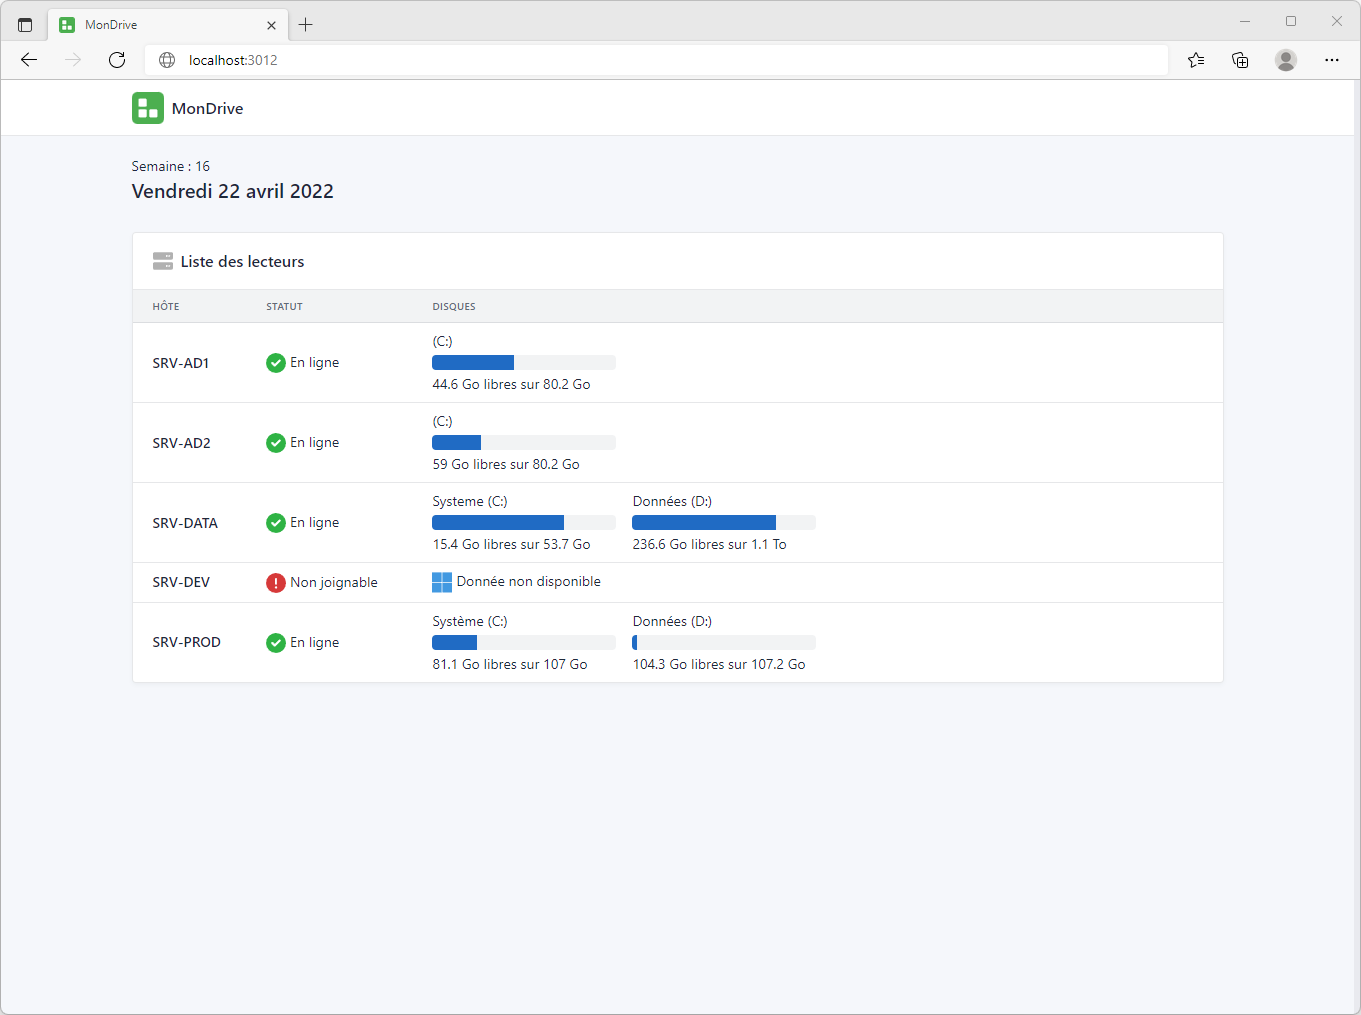 MonDrive
localhost:3012
MonDrive
Semaine : 16
Vendredi 22 avril 2022
Liste des lecteurs
HÔTE STATUT DISQUES
(C:)
SRV-AD1 En ligne
44.6 Go libres sur 80.2 Go
(C:)
SRV-AD2 En ligne
59 Go libres sur 80.2 Go
Systeme (C:) Données (D:)
SRV-DATA En ligne
15.4 Go libres sur 53.7 Go 236.6 Go libres sur 1.1 To
SRV-DEV Non joignable Donnée non disponible
Système (C:) Données (D:)
SRV-PROD En ligne
81.1 Go libres sur 107 Go 104.3 Go libres sur 107.2 Go